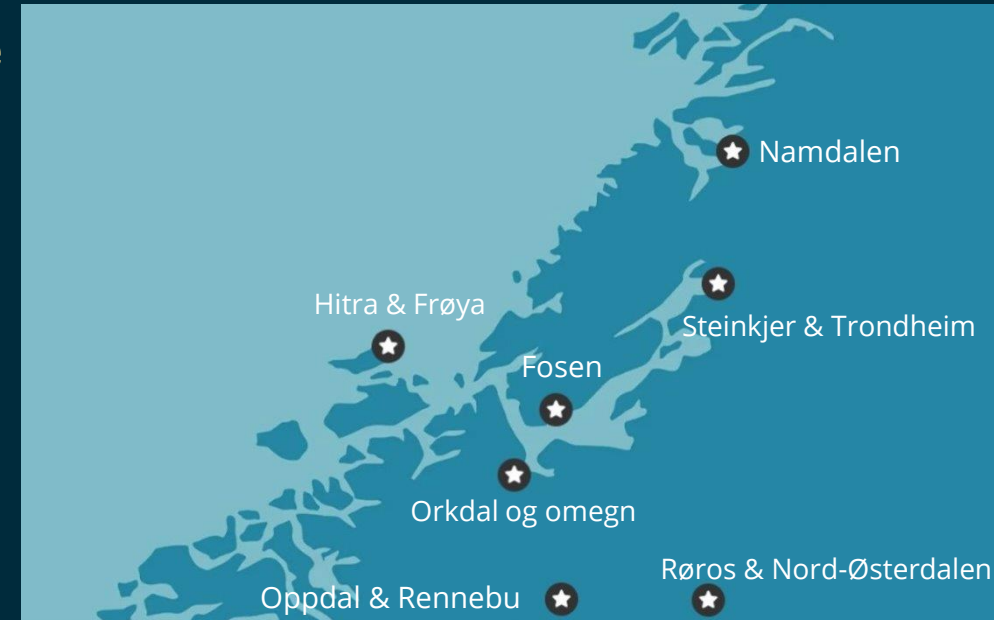 Namdalen
Hitra & Frøya
Steinkjer & Trondheim
Fosen
Orkdal og omegn
Røros & Nord-Østerdalen
Oppdal & Rennebu